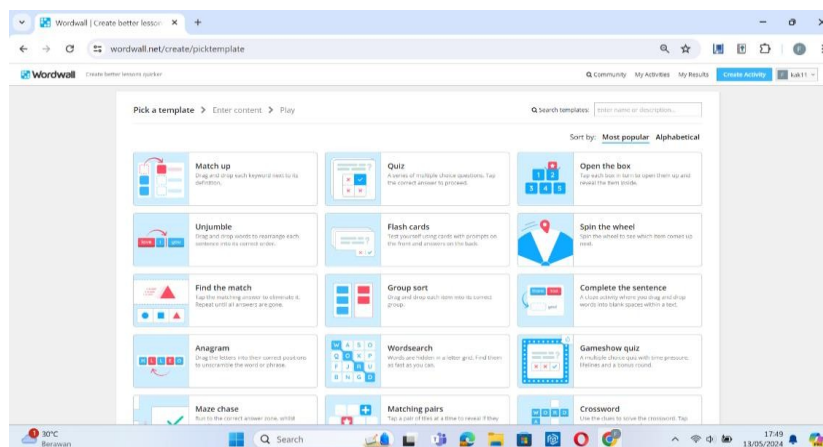 Wordwall | Create better lesson
wordwall.net/create/picktemplate
Wordwall
Create better lessons quicker
Community
My Activities
My Results
Create Activity
kak11
Pick a template > Enter content > Play
Search templates:
Enter name or description...
Sort by: Most popular Alphabetical
Match up
Drag and drop each keyword next to its
definition.
Quiz
A series of multiple choice questions. Tap
the correct answer to proceed.
Open the box
Tap each box in turn to open them up and
reveal the item inside.
Unjumble
Drag and drop words to rearrange each
sentence into its correct order.
Flash cards
Test yourself using cards with prompts on
the front and answers on the back.
Spin the wheel
Spin the wheel to see which item comes up
next.
Find the match
Tap the matching answer to eliminate it.
Repeat until all answers are gone.
Group sort
Drag and drop each item into its correct
group.
Complete the sentence
A cloze activity where you drag and drop
words into blank spaces within a text.
Anagram
Drag the letters into their correct positions
to unscramble the word or phrase.
Wordsearch
Words are hidden in a letter grid. Find them
as fast as you can.
Gameshow quiz
A multiple choice quiz with time pressure,
lifelines and a bonus round.
Maze chase
Run to the correct answer zone, whilst
Matching pairs
Tap a pair of tiles at a time to reveal if they
Crossword
Use the clues to solve the crossword. Tap
30°C
Berawan
Search
17:49
13/05/2024